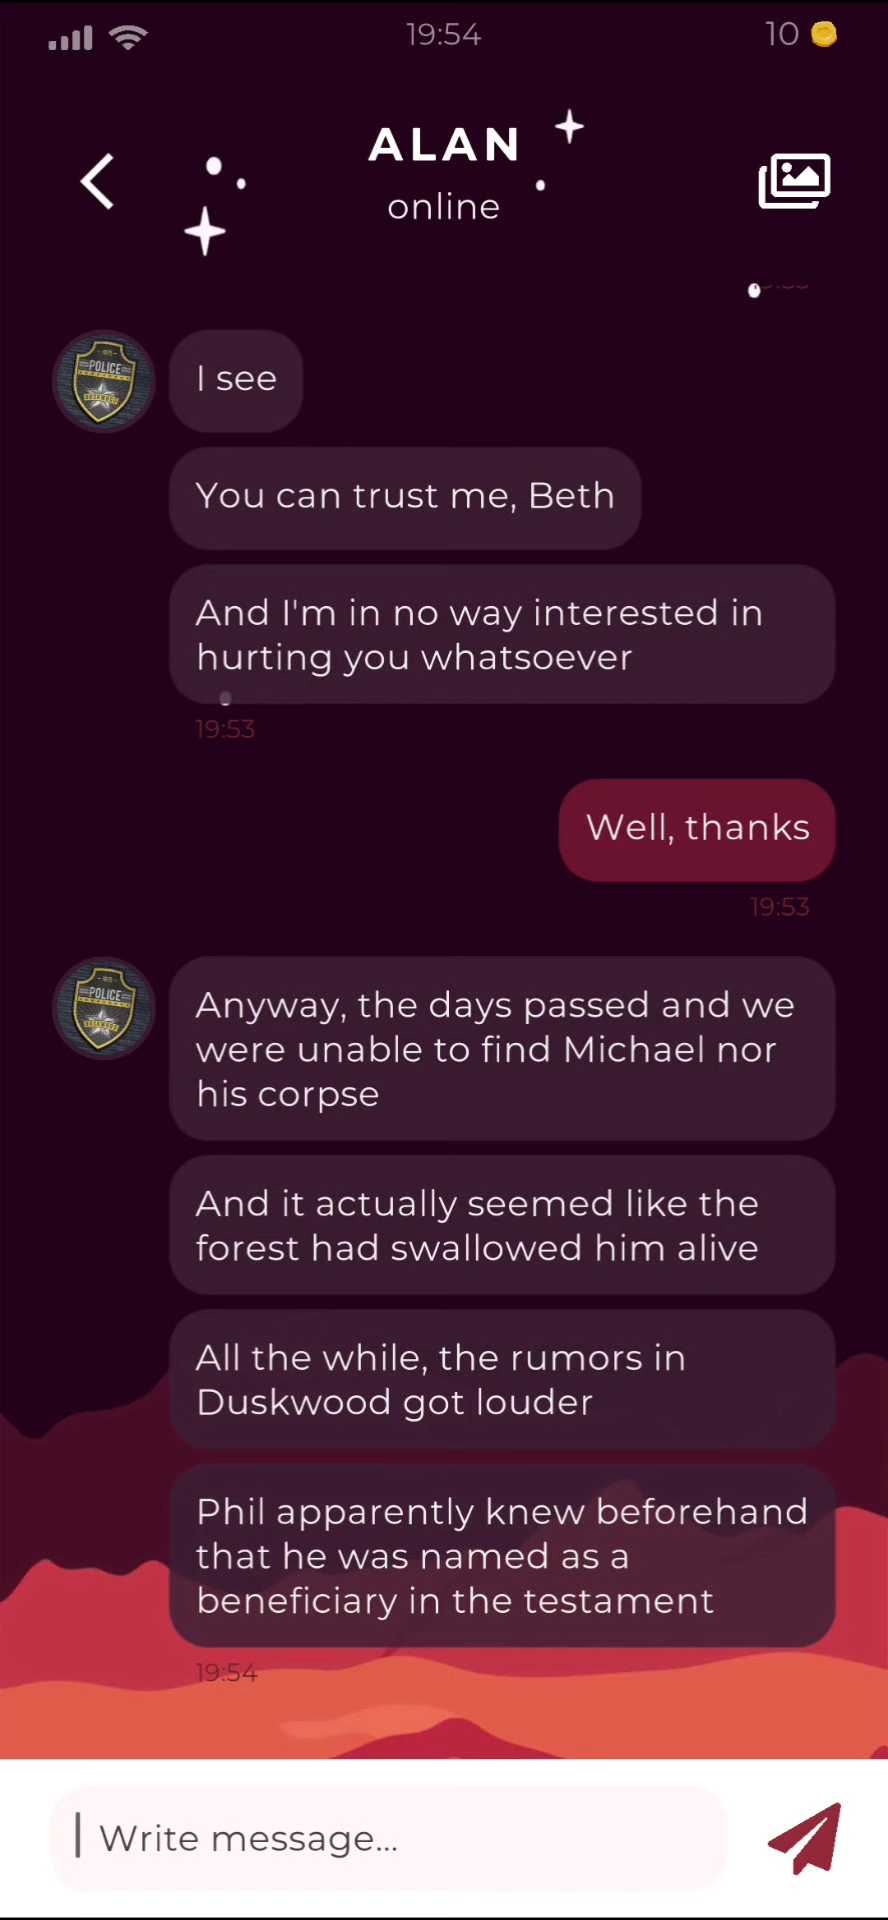 19:54
10
ALAN
online
POLICE
I see
You can trust me, Beth
And I'm in no way interested in
hurting you whatsoever
19:53
Well, thanks
19:53
POLICE
Anyway, the days passed and we
were unable to find Michael nor
his corpse
And it actually seemed like the
forest had swallowed him alive
All the while, the rumors in
Duskwood got louder
Phil apparently knew beforehand
that he was named as a
beneficiary in the testament
19:54
Write message...